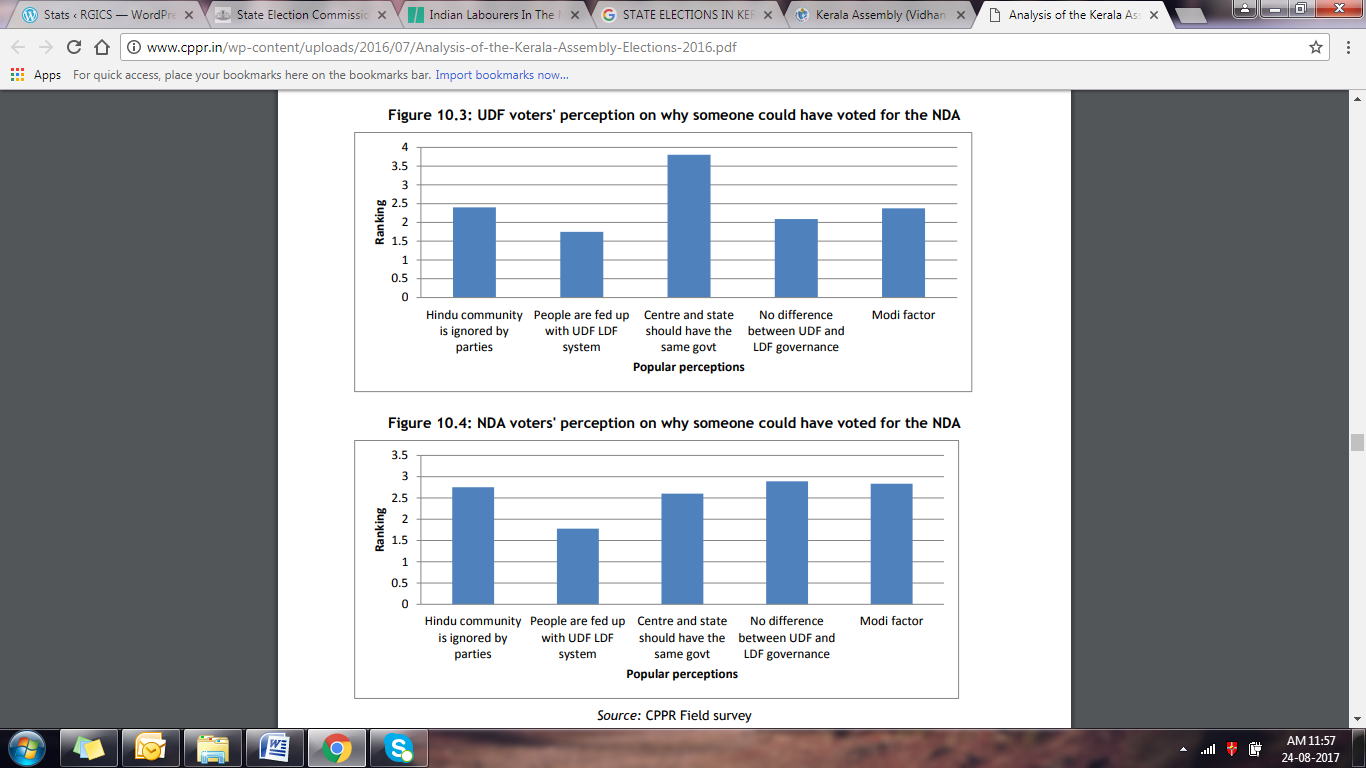 Stats ‹ RGICS — WordPre
State Election Commissio
Indian Labourers In The
STATE ELECTIONS IN KER
Kerala Assembly (Vidhan
Analysis of the Kerala As
www.cppr.in/wp-content/uploads/2016/07/Analysis-of-the-Kerala-Assembly-Elections-2016.pdf
Apps For quick access, place your bookmarks here on the bookmarks bar. Import bookmarks now...
Figure 10.3: UDF voters' perception on why someone could have voted for the NDA
4
3.5
3
2.5
2
1.5
1
0.5
0
Ranking
Hindu community is ignored by parties
People are fed up with UDF LDF system
Centre and state should have the same govt
No difference between UDF and LDF governance
Modi factor
Popular perceptions
Figure 10.4: NDA voters' perception on why someone could have voted for the NDA
3.5
3
2.5
2
1.5
1
0.5
0
Ranking
Hindu community is ignored by parties
People are fed up with UDF LDF system
Centre and state should have the same govt
No difference between UDF and LDF governance
Modi factor
Popular perceptions
Source: CPPR Field survey
AM 11:57
24-08-2017